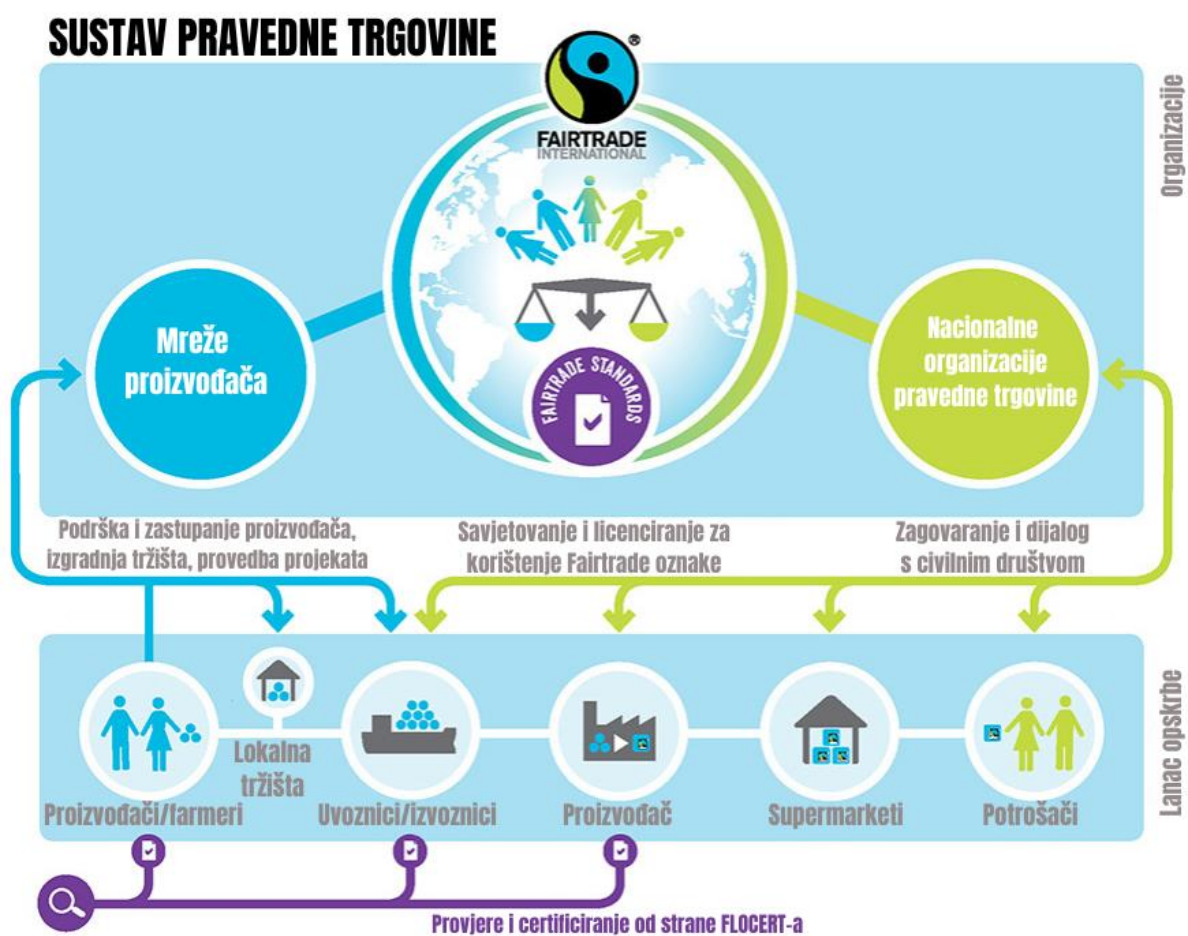 SUSTAV PRAVEDNE TRGOVINE
®
FAIRTRADE
INTERNATIONAL
Organizacije
Mreže
proizvođača
FAIRTRADE STANDARDS
Nacionalne
organizacije
pravedne trgovine
Podrška i zastupanje proizvođača,
izgradnja tržišta, provedba projekata
Savjetovanje i licenciranje za
korištenje Fairtrade oznake
Zagovaranje i dijalog
s civilnim društvom
Lanac opskrbe
Proizvođači/farmeri
Lokalna
tržišta
Uvoznici/izvoznici
Proizvođač
Supermarketi
Potrošači
Provjere i certificiranje od strane FLOCERT-a